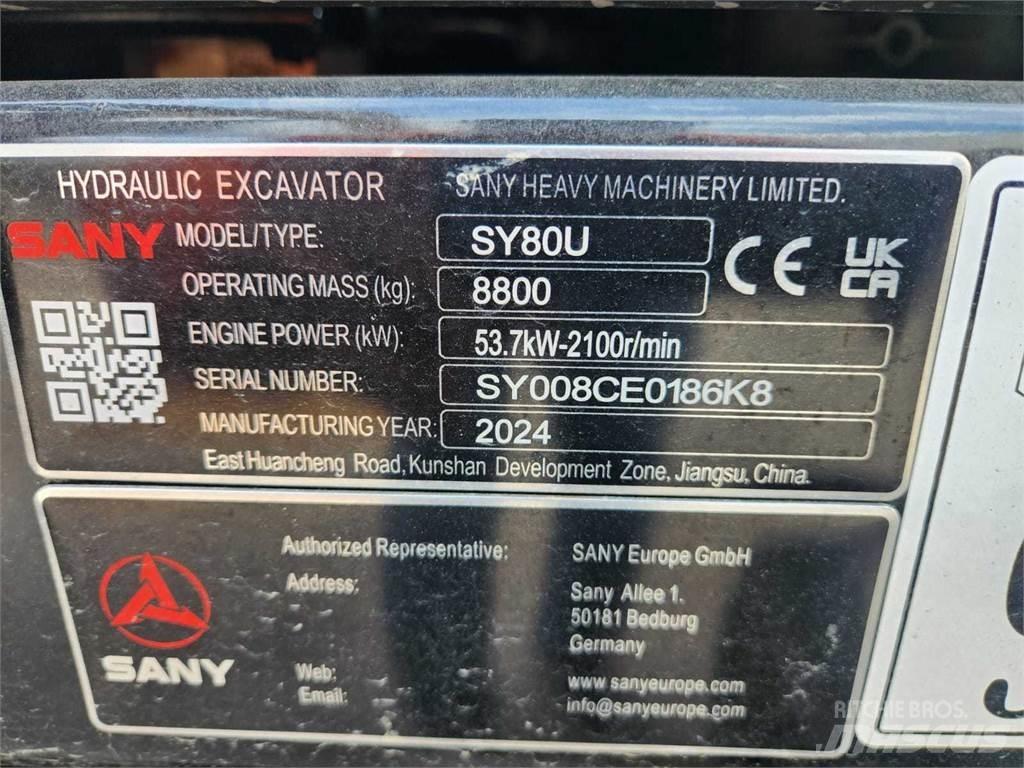 HYDRAULIC EXCAVATOR SANY HEAVY MACHINERY LIMITED.
SANY MODEL/TYPE: SY80U CE UK CA
OPERATING MASS (kg): 8800
ENGINE POWER (kW): 53.7kW-2100r/min
SERIAL NUMBER: SY008CE0186K8
MANUFACTURING YEAR: 2024
East Huancheng Road, Kunshan Development Zone, Jiangsu, China.
Authorized Representative: SANY Europe GmbH
Address: Sany Allee 1.
50181 Bedburg
Germany
SANY
Web: www.sanyeurope.com
Email: info@sanyeurope.com
RITCHIE BROS.
Mascus